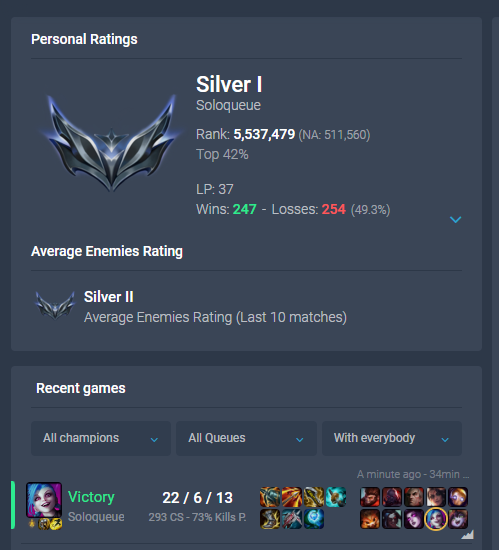 Personal Ratings
Silver I
Soloqueue
Rank: 5,537,479 (NA: 511,560)
Top 42%
LP: 37
Wins: 247 - Losses: 254 (49.3%)
Average Enemies Rating
Silver II
Average Enemies Rating (Last 10 matches)
Recent games
All champions
All Queues
With everybody
A minute ago - 34min ...
Victory
22 / 6 / 13
Soloqueue
293 CS - 73% Kills P.